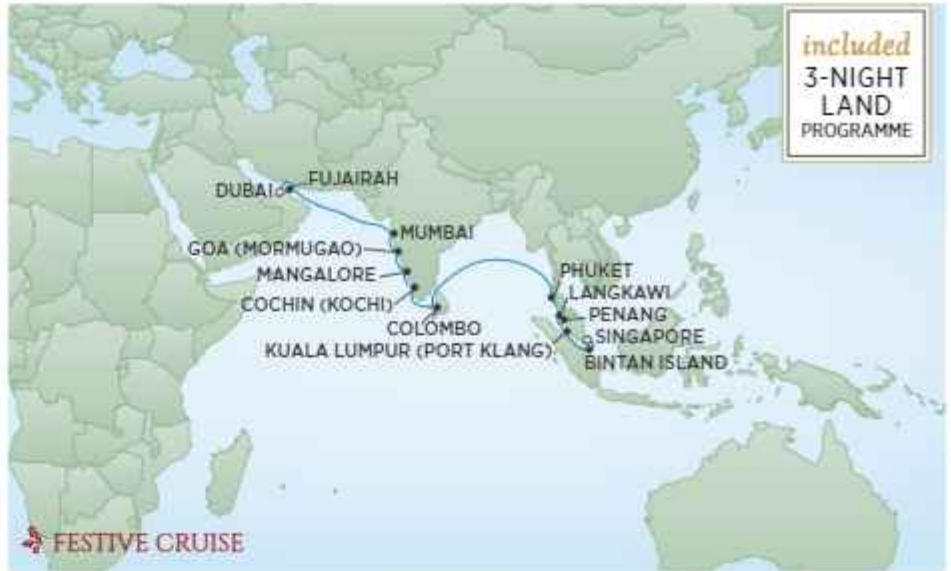 included
3-NIGHT
LAND
PROGRAMME
DUBAI
FUJAIRAH
MUMBAI
GOA (MORMUGAO)
MANGALORE
COCHIN (KOCHI)
COLOMBO
PHUKET
LANGKAWI
PENANG
SINGAPORE
KUALA LUMPUR (PORT KLANG)
BINTAN ISLAND
FESTIVE CRUISE